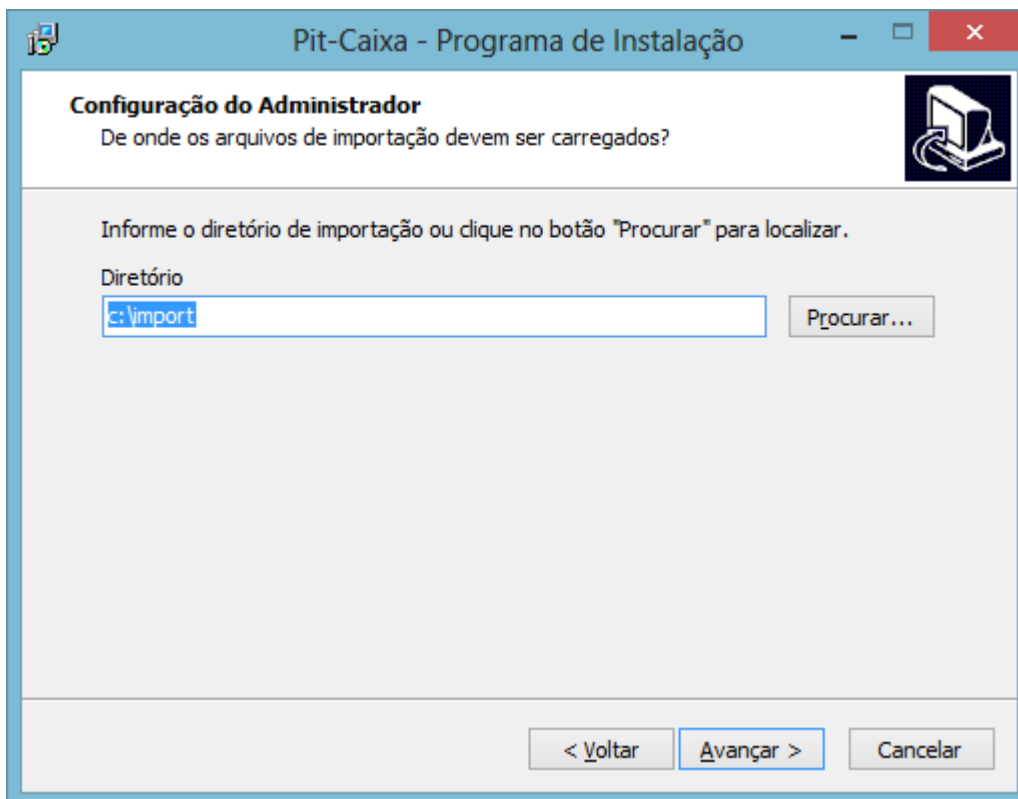 Pit-Caixa - Programa de Instalação
Configuração do Administrador
De onde os arquivos de importação devem ser carregados?
Informe o diretório de importação ou clique no botão "Procurar" para localizar.
Diretório
c:\import
Procurar...
< Voltar
Avançar >
Cancelar